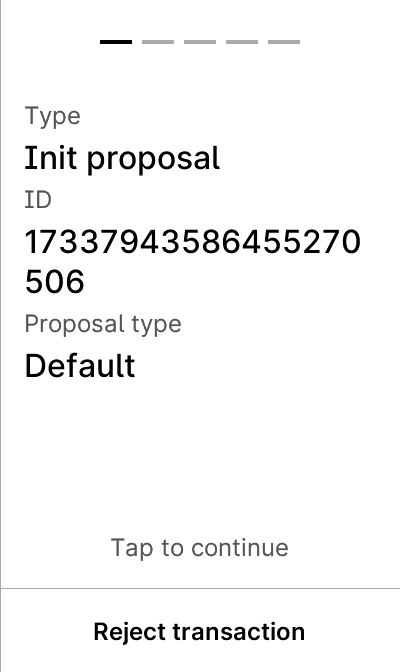 Type
Init proposal
ID
17337943586455270
506
Proposal type
Default
Tap to continue
Reject transaction